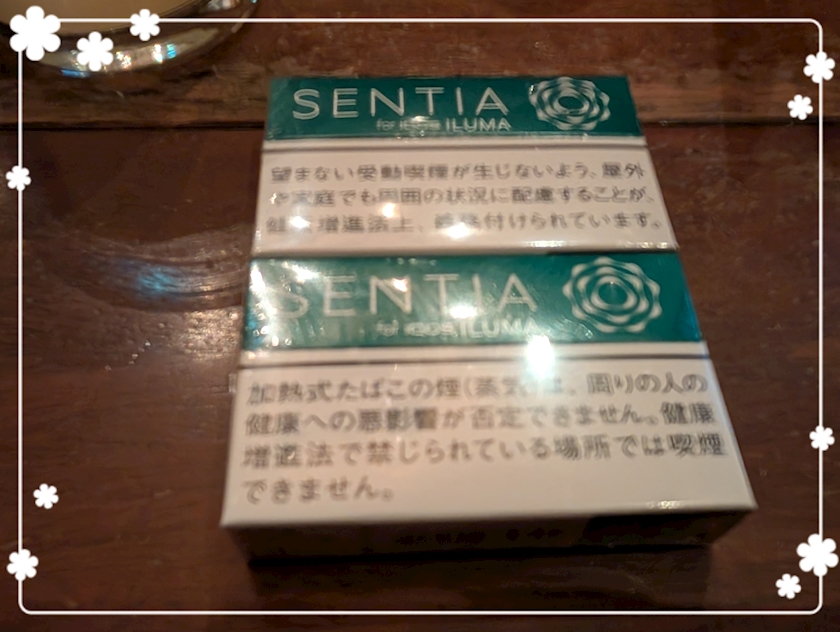 SENTIA
for IQOS ILUMA
望まない受動喫煙が生じないよう、屋外
や家庭でも周囲の状況に配慮することが、
健康増進法上、義務付けられています。
SENTIA
for IQOS ILUMA
加熱式たばこの煙(蒸気)は、周りの人の
健康への悪影響が否定できません。健康
増進法で禁じられている場所では喫煙
できません。